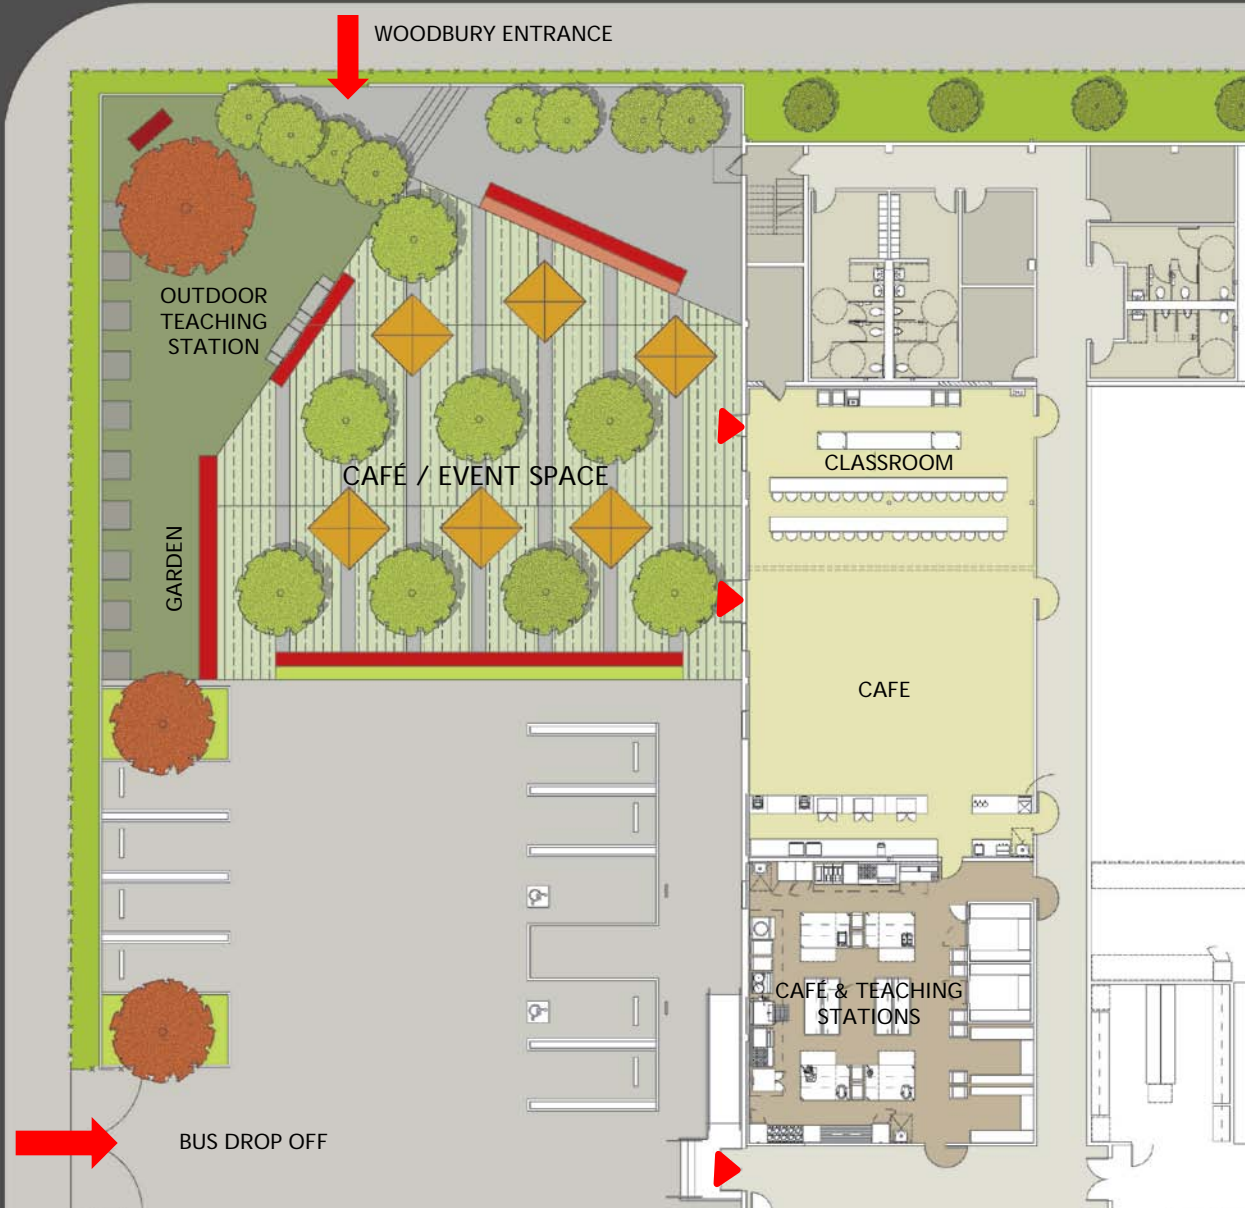 WOODBURY ENTRANCE
OUTDOOR
TEACHING
STATION
CLASSROOM
CAFÉ / EVENT SPACE
GARDEN
CAFE
CAFÉ & TEACHING
STATIONS
BUS DROP OFF